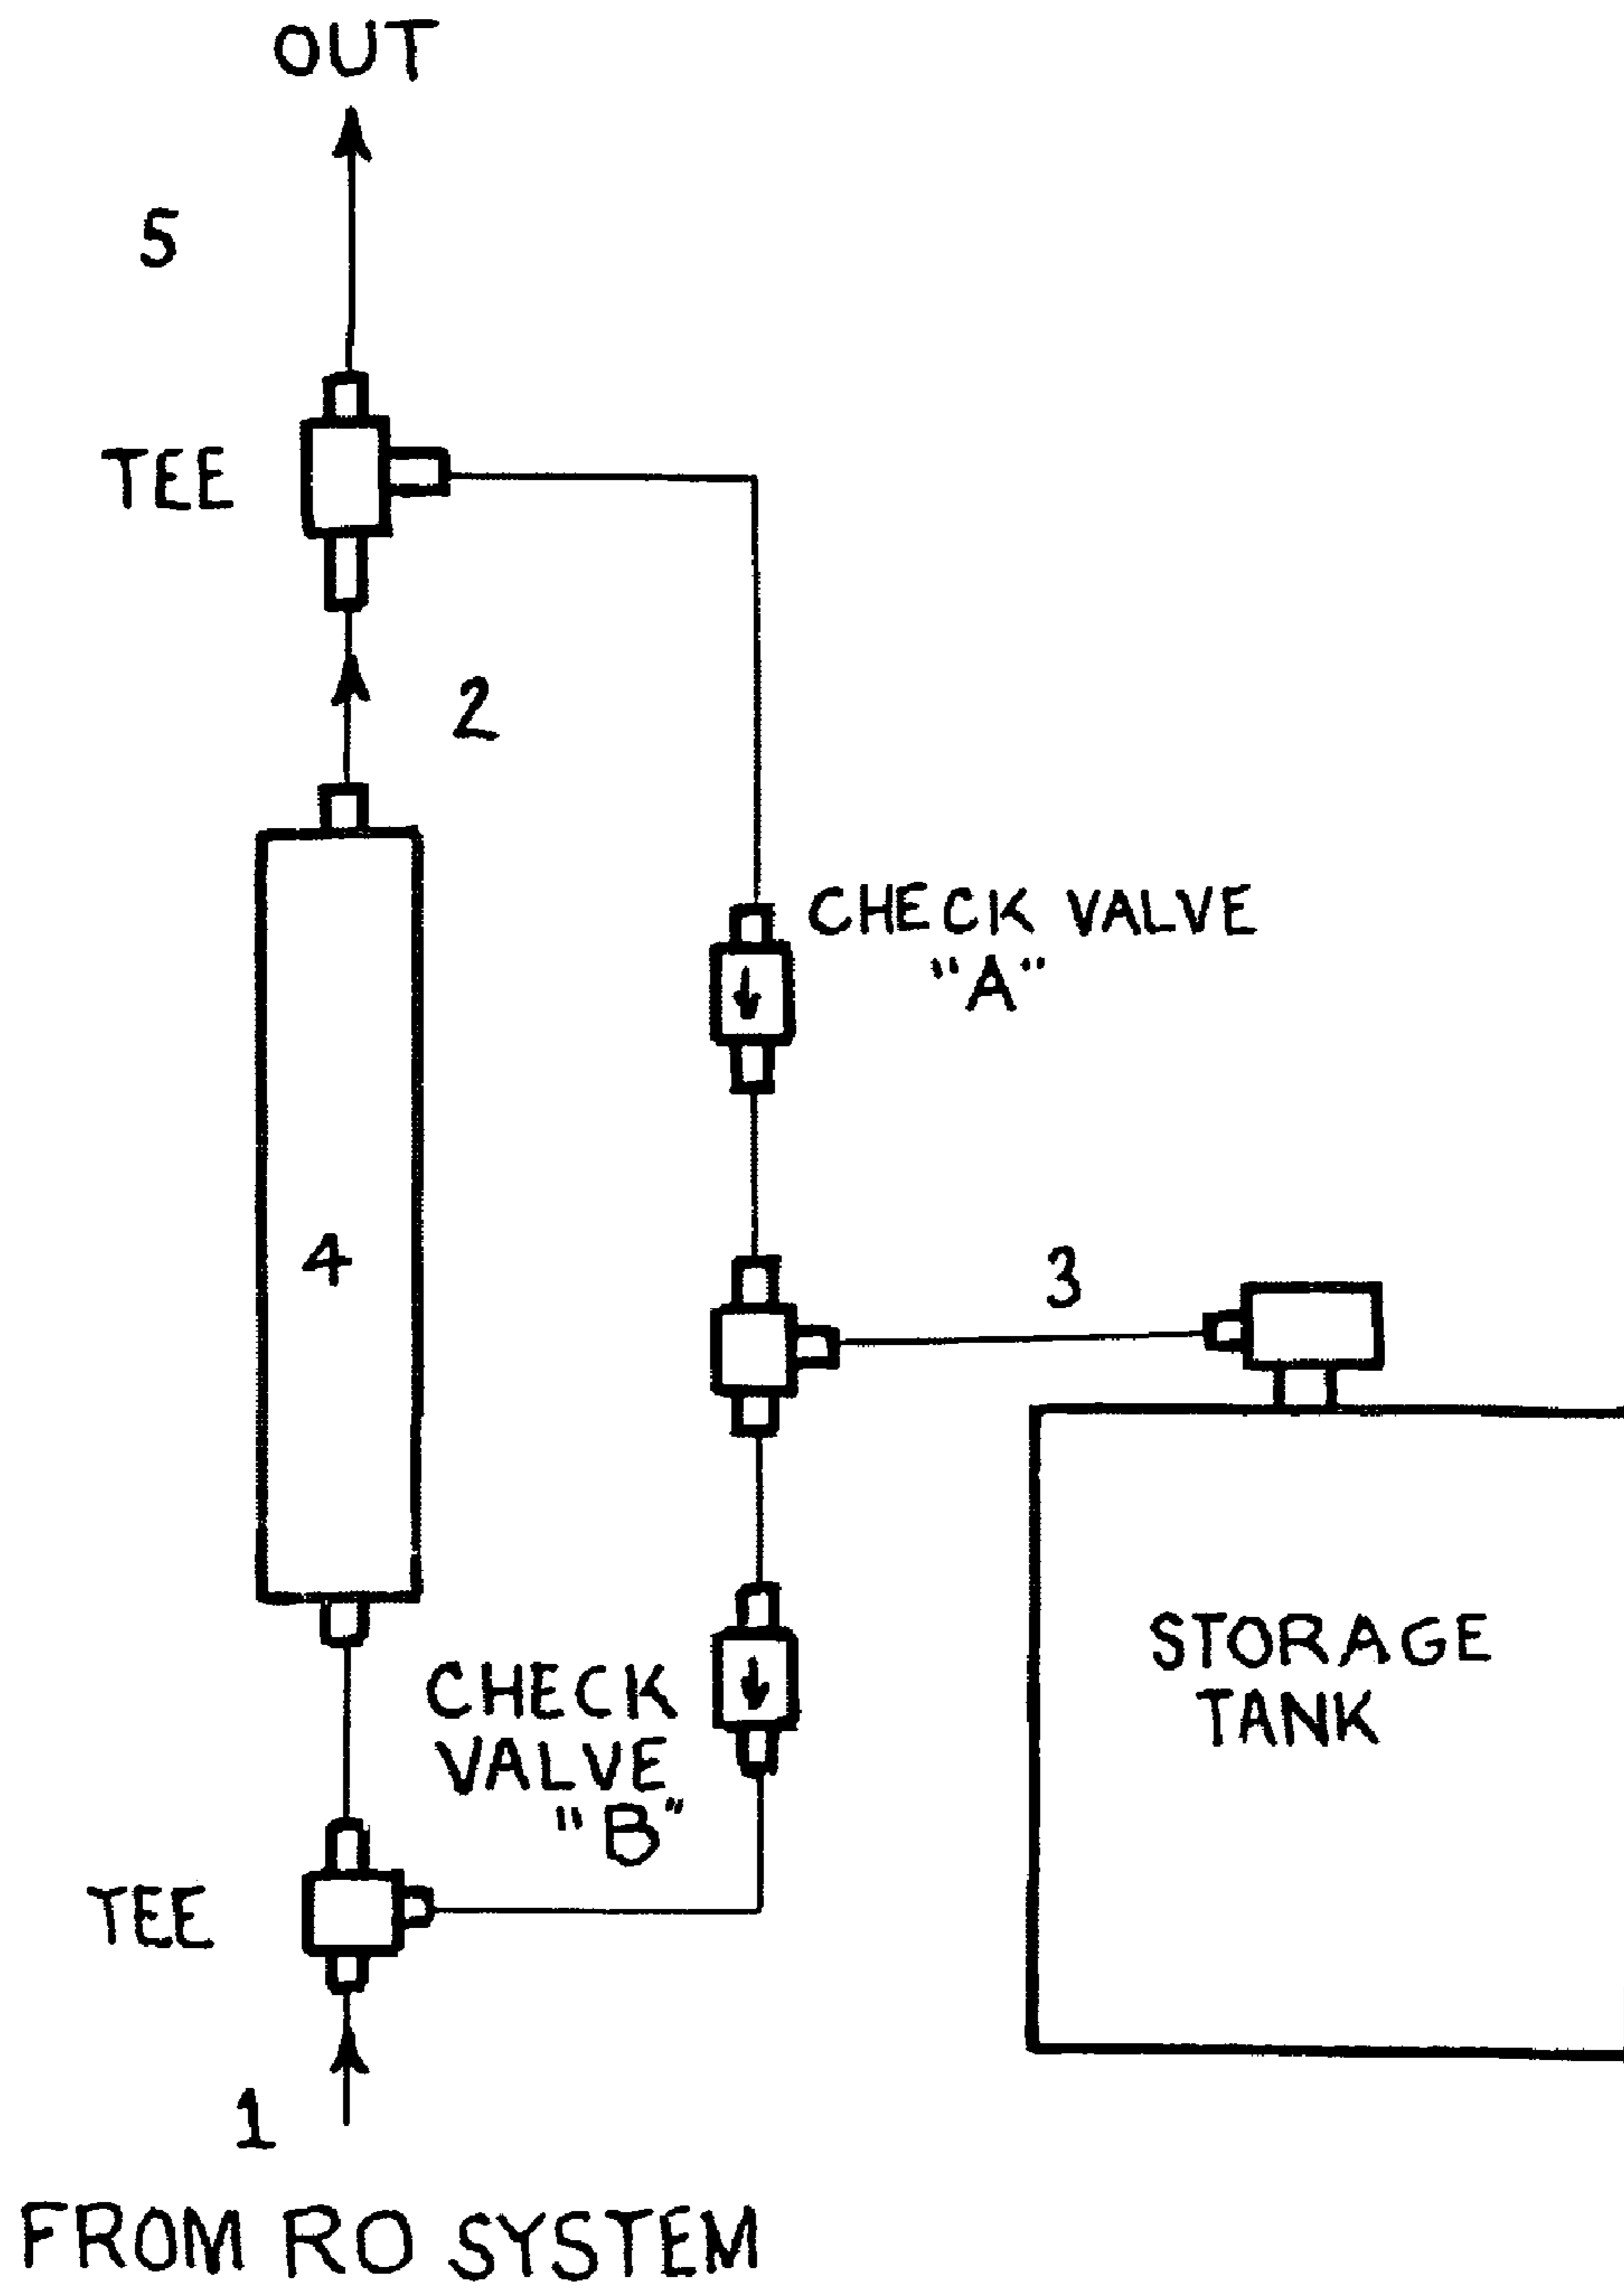 OUT
5
TEE
2
CHECK VALVE
"A"
4
3
STORAGE
TANK
CHECK
VALVE
"B"
TEE
1
FROM RO SYSTEM